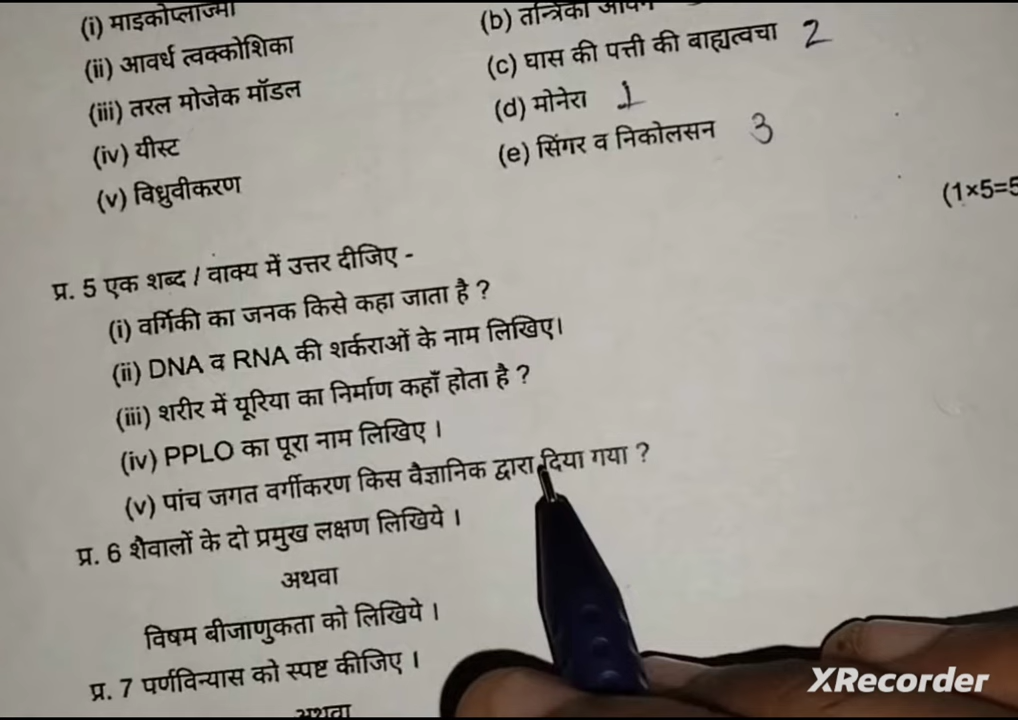 (i) माइकोप्लाज्मा
(b) तन्त्रिका
(ii) आवर्ध त्वक्कोशिका
(c) घास की पत्ती की बाह्यत्वचा 2
(iii) तरल मोजेक मॉडल
(d) मोनेरा 1
(iv) यीस्ट
(e) सिंगर व निकोलसन 3
(v) विध्रुवीकरण
(1×5=5
प्र. 5 एक शब्द / वाक्य में उत्तर दीजिए -
(i) वर्गिकी का जनक किसे कहा जाता है ?
(ii) DNA व RNA की शर्कराओं के नाम लिखिए।
(iii) शरीर में यूरिया का निर्माण कहाँ होता है ?
(iv) PPLO का पूरा नाम लिखिए ।
(v) पांच जगत वर्गीकरण किस वैज्ञानिक द्वारा दिया गया ?
प्र. 6 शैवालों के दो प्रमुख लक्षण लिखिये ।
अथवा
विषम बीजाणुकता को लिखिये ।
प्र. 7 पर्णविन्यास को स्पष्ट कीजिए ।
अथवा
XRecorder